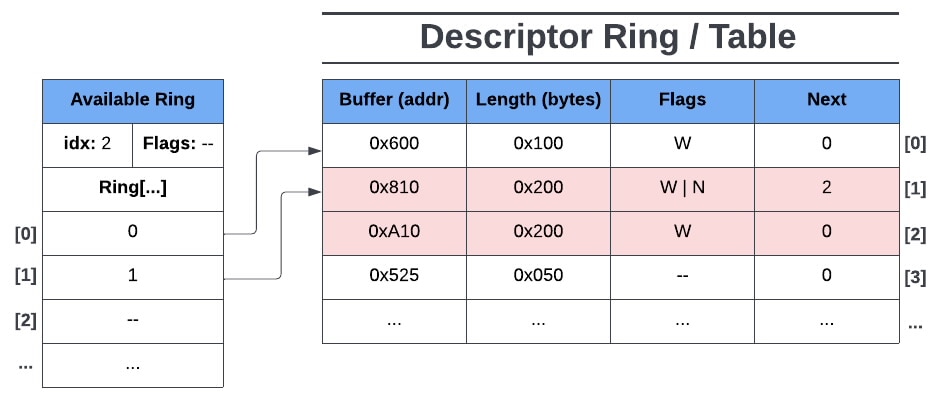 Descriptor Ring / Table
Available Ring
idx: 2 Flags: --
Ring[...]
[0] 0
[1] 1
[2] --
... ...
Buffer (addr) Length (bytes) Flags Next
0x600 0x100 W 0 [0]
0x810 0x200 W | N 2 [1]
0xA10 0x200 W 0 [2]
0x525 0x050 -- 0 [3]
... ... ... ... ...